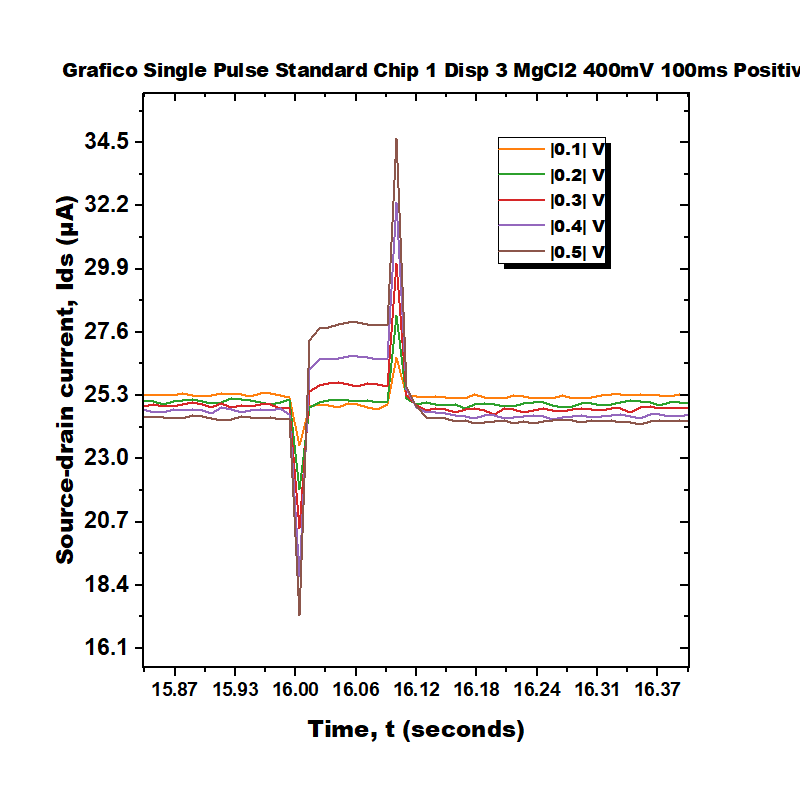 Grafico Single Pulse Standard Chip 1 Disp 3 MgCl2 400mV 100ms Positiv
|0.1| V
|0.2| V
|0.3| V
|0.4| V
|0.5| V
34.5
32.2
29.9
27.6
25.3
23.0
20.7
18.4
16.1
Source-drain current, Ids (µA)
15.87 15.93 16.00 16.06 16.12 16.18 16.24 16.31 16.37
Time, t (seconds)